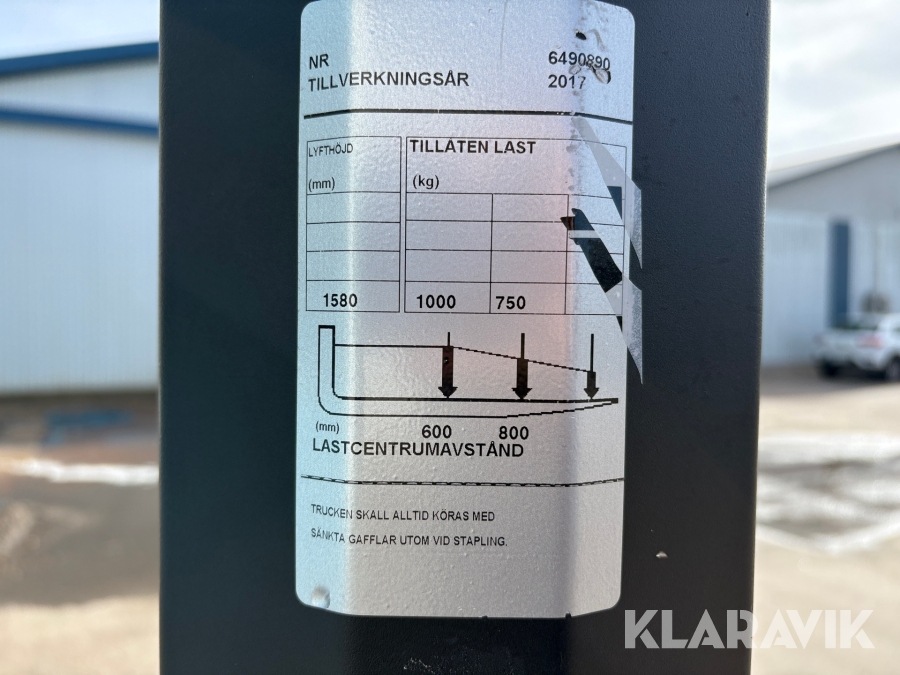 NR 6490890
TILLVERKNINGSÅR 2017
LYFTHÖJD TILLÅTEN LAST
(mm) (kg)
1580 1000 750
(mm) 600 800
LASTCENTRUMAVSTÅND
TRUCKEN SKALL ALLTID KÖRAS MED
SÄNKTA GAFFLAR UTOM VID STAPLING.
KLARAVIK